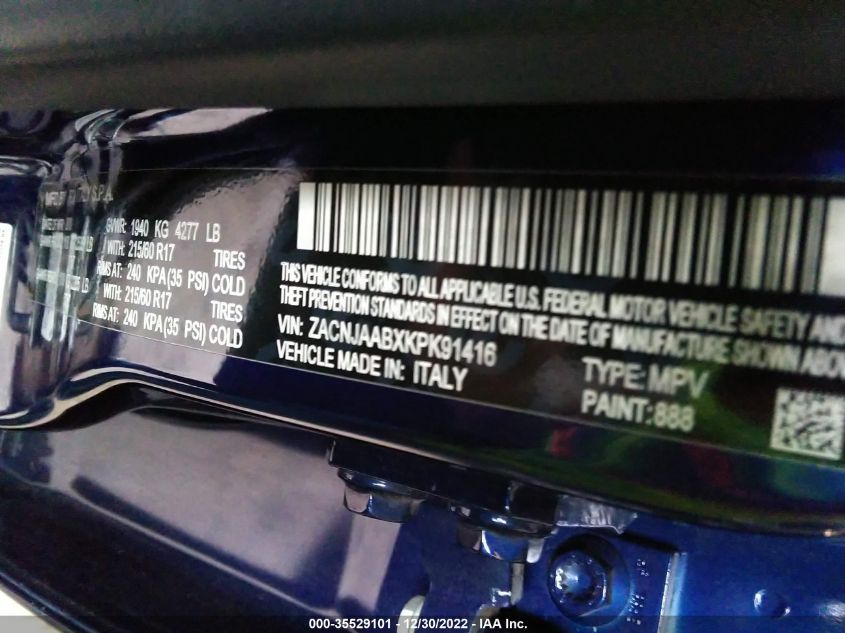 GVWR: 1940 KG 4277 LB
WITH: 215/60 R17 TIRES
RIMS AT: 240 KPA (35 PSI) COLD
WITH: 215/60 R17 TIRES
RIMS AT: 240 KPA (35 PSI) COLD
THIS VEHICLE CONFORMS TO ALL APPLICABLE U.S. FEDERAL MOTOR VEHICLE SAFETY AND
THEFT PREVENTION STANDARDS IN EFFECT ON THE DATE OF MANUFACTURE SHOWN ABOV
VIN: ZACNJAABXKPK91416
VEHICLE MADE IN: ITALY
TYPE: MPV
PAINT: 888
000-35529101 - 12/30/2022 - IAA Inc.